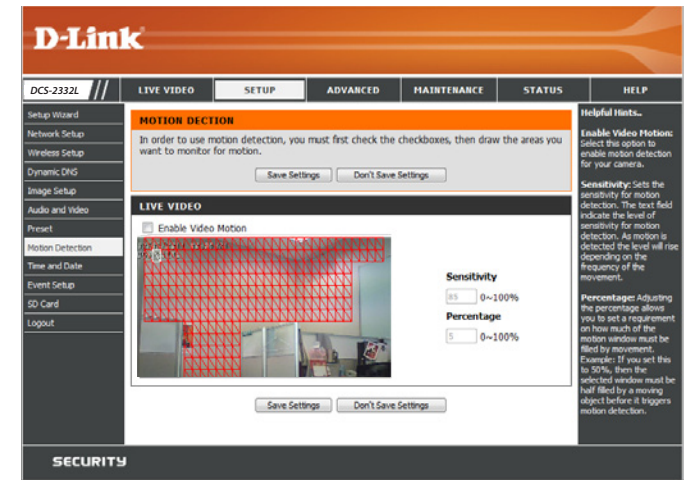 D-Link
DCS-2332L
LIVE VIDEO
SETUP
ADVANCED
MAINTENANCE
STATUS
HELP
Setup Wizard
Network Setup
Wireless Setup
Dynamic DNS
Image Setup
Audio and Video
Preset
Motion Detection
Time and Date
Event Setup
SD Card
Logout
MOTION DECTION
In order to use motion detection, you must first check the checkboxes, then draw the areas you
want to monitor for motion.
Save Settings
Don't Save Settings
LIVE VIDEO
Enable Video Motion
Sensitivity
85 0~100%
Percentage
5 0~100%
Save Settings
Don't Save Settings
Helpful Hints..
Enable Video Motion:
Select this option to
enable motion detection
for your camera.
Sensitivity: Sets the
sensitivity for motion
detection. The text field
indicate the level of
sensitivity for motion
detection. As motion is
detected the level will rise
depending on the
frequency of the
movement.
Percentage: Adjusting
the percentage allows
you to set a requirement
on how much of the
motion window must be
filled by movement.
Example: If you set this
to 50%, then the
selected window must be
half filled by a moving
object before it triggers
motion detection.
SECURITY